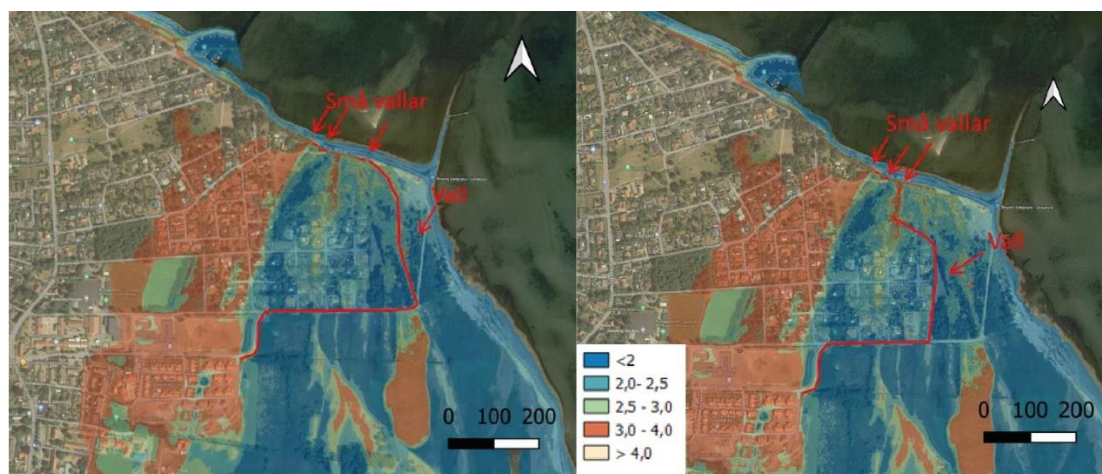 Små vallar
Vall
0 100 200
Små vallar
Vall
<2
2,0- 2,5
2,5 - 3,0
3,0 - 4,0
> 4,0
0 100 200